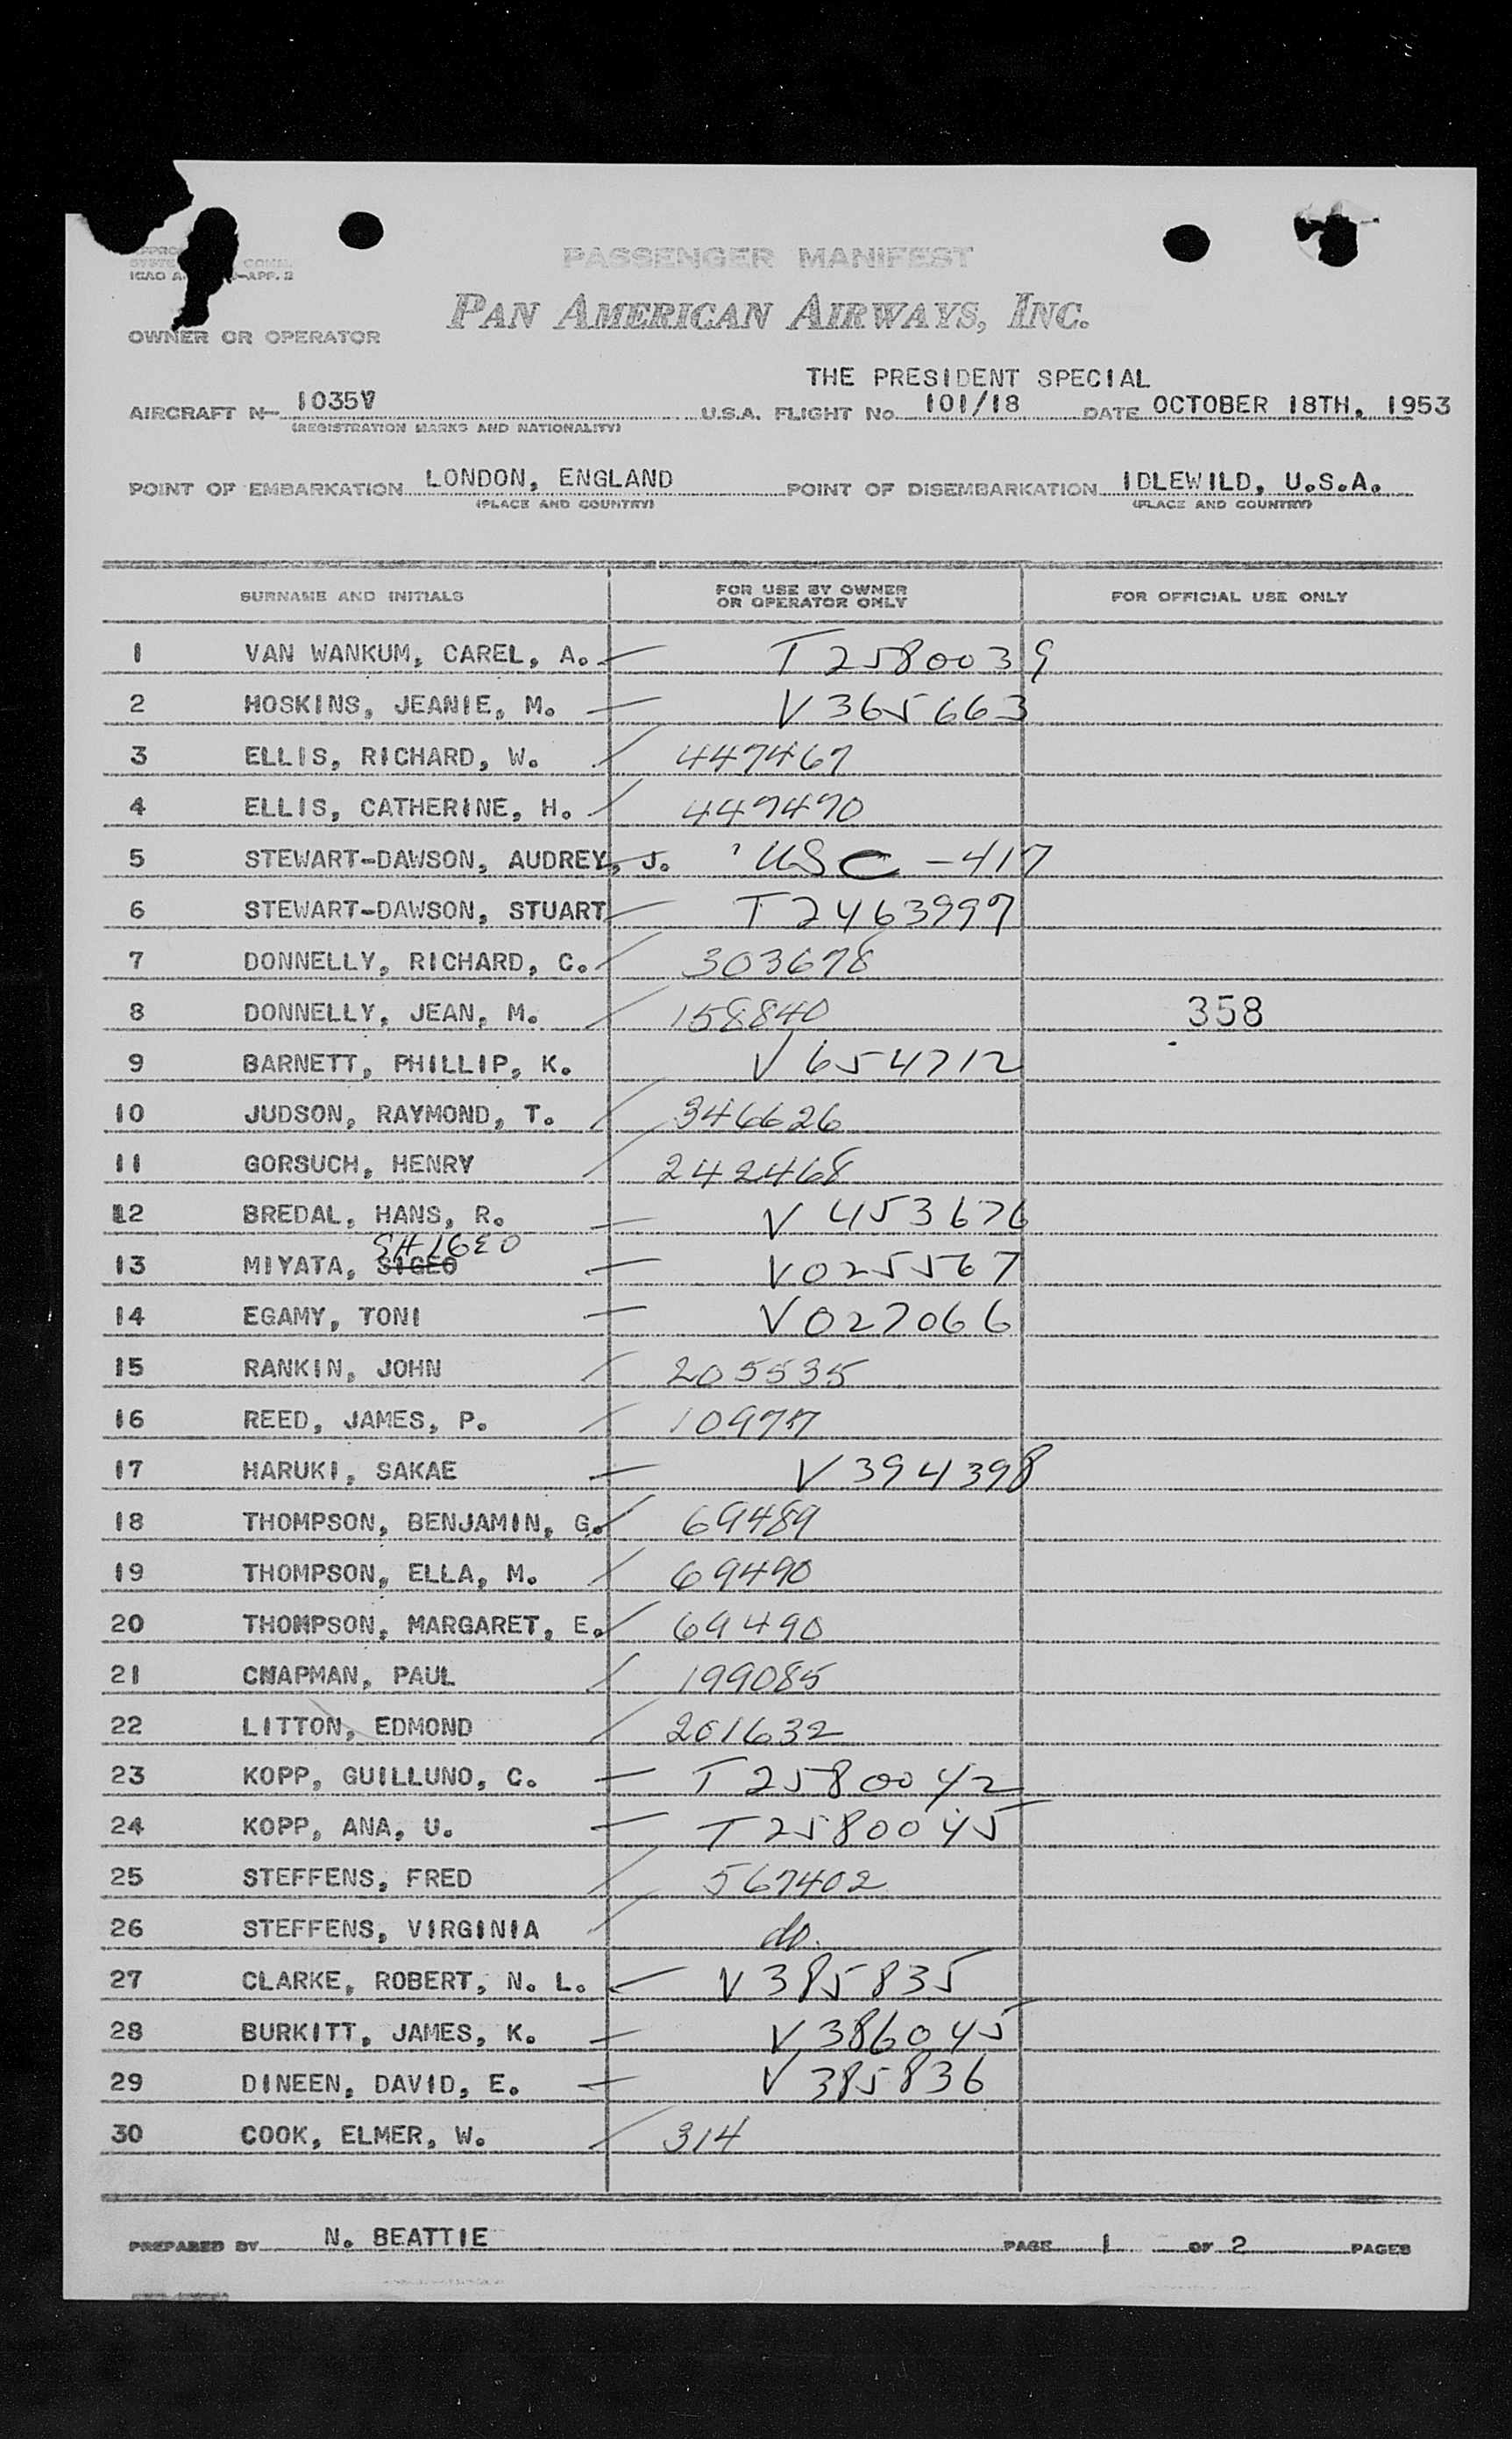 ICAO A
-APP. 2
PASSENGER MANIFEST
PAN AMERICAN AIRWAYS, INC.
OWNER OR OPERATOR
THE PRESIDENT SPECIAL
AIRCRAFT N- 1035V U.S.A. FLIGHT No. 101/18 DATE OCTOBER 18TH, 1953
(REGISTRATION MARKS AND NATIONALITY)
POINT OF EMBARKATION LONDON, ENGLAND POINT OF DISEMBARKATION IDLEWILD, U.S.A.
(PLACE AND COUNTRY) (PLACE AND COUNTRY)
SURNAME AND INITIALS FOR USE BY OWNER OR OPERATOR ONLY FOR OFFICIAL USE ONLY
1 VAN WANKUM, CAREL, A. — T2580039
2 HOSKINS, JEANIE, M. — V365663
3 ELLIS, RICHARD, W. / 447467
4 ELLIS, CATHERINE, H. / 447470
5 STEWART-DAWSON, AUDREY, J. USC-417
6 STEWART-DAWSON, STUART — T2463997
7 DONNELLY, RICHARD, C. / 303678
8 DONNELLY, JEAN, M. / 158840 358
9 BARNETT, PHILLIP, K. V654712
10 JUDSON, RAYMOND, T. / 346626
11 GORSUCH, HENRY / 242468
12 BREDAL, HANS, R. — V453676
SHIGEO
13 MIYATA, SIGEO — V025567
14 EGAMY, TONI — V027066
15 RANKIN, JOHN / 205535
16 REED, JAMES, P. / 10977
17 HARUKI, SAKAE — V394398
18 THOMPSON, BENJAMIN, G. / 69489
19 THOMPSON, ELLA, M. / 69490
20 THOMPSON, MARGARET, E. / 69490
21 CHAPMAN, PAUL / 199085
22 LITTON, EDMOND / 201632
23 KOPP, GUILLUNO, C. — T2580042
24 KOPP, ANA, U. — T2580045
25 STEFFENS, FRED / 567402
26 STEFFENS, VIRGINIA / do.
27 CLARKE, ROBERT, N. L. — V385835
28 BURKITT, JAMES, K. — V386045
29 DINEEN, DAVID, E. — V385836
30 COOK, ELMER, W. / 314
PREPARED BY N. BEATTIE PAGE 1 OF 2 PAGES